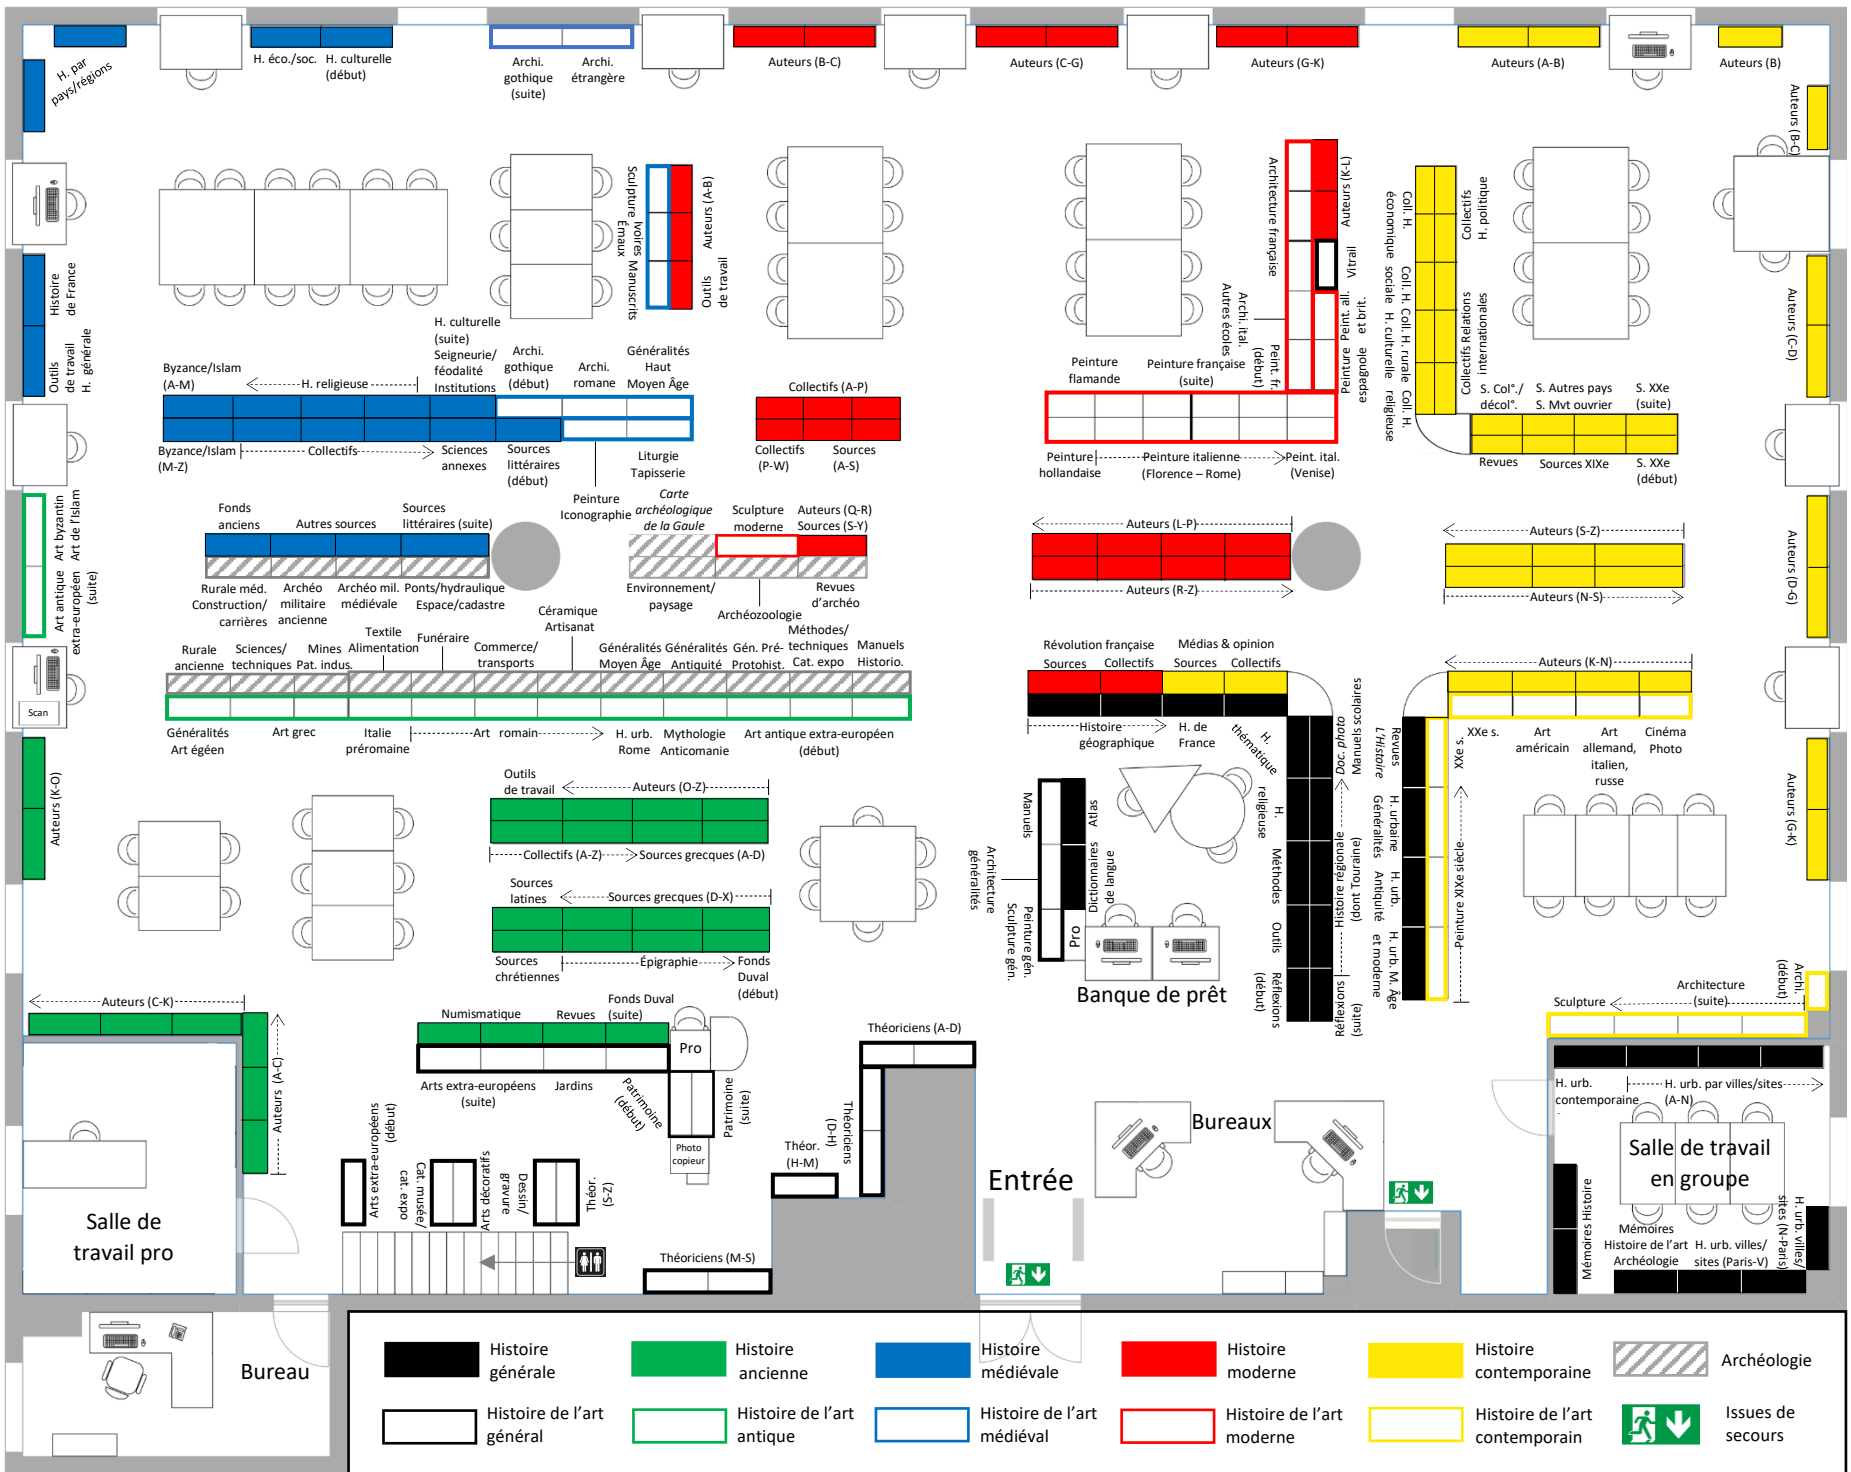 H. par
pays/régions
H. éco./soc.
H. culturelle
(début)
Archi.
gothique
(suite)
Archi.
étrangère
Auteurs (B-C)
Auteurs (C-G)
Auteurs (G-K)
Auteurs (A-B)
Auteurs (B)
Auteurs (B-C)
Sculpture Ivoires Manuscrits
Émaux
Auteurs (A-B)
Outils
de travail
Architecture française
Archi. ital.
Autres écoles
Peint. fr.
(début)
Auteurs (K-L)
Vitrail
Peint. all.
et brit.
Peinture
espagnole
Coll. H.
économique
Coll. H.
sociale
Coll. H.
culturelle
Coll. H. rurale
Coll. H.
religieuse
Collectifs
H. politique
Collectifs Relations
internationales
Auteurs (C-D)
Histoire
de France
Outils
de travail
H. générale
Byzance/Islam
(A-M)
H. religieuse
H. culturelle
(suite)
Seigneurie/
féodalité
Institutions
Archi.
gothique
(début)
Archi.
romane
Généralités
Haut
Moyen Âge
Byzance/Islam
(M-Z)
Collectifs
Sciences
annexes
Sources
littéraires
(début)
Peinture
Iconographie
Liturgie
Tapisserie
Collectifs (A-P)
Collectifs
(P-W)
Sources
(A-S)
Peinture
flamande
Peinture française
(suite)
Peinture
hollandaise
Peinture italienne
(Florence – Rome)
Peint. ital.
(Venise)
S. Col°./
décol°.
S. Autres pays
S. Mvt ouvrier
S. XXe
(suite)
Revues
Sources XIXe
S. XXe
(début)
Art byzantin
Art de l'Islam
Art antique
extra-européen
(suite)
Fonds
anciens
Autres sources
Sources
littéraires (suite)
Rurale méd.
Construction/
carrières
Archéo
militaire
ancienne
Archéo mil.
médiévale
Ponts/hydraulique
Espace/cadastre
Carte
archéologique
de la Gaule
Sculpture
moderne
Auteurs (Q-R)
Sources (S-Y)
Environnement/
paysage
Archéozoologie
Revues
d'archéo
Auteurs (L-P)
Auteurs (R-Z)
Auteurs (S-Z)
Auteurs (N-S)
Auteurs (D-G)
Scan
Rurale
ancienne
Sciences/
techniques
Mines
Pat. indus.
Textile
Alimentation
Funéraire
Commerce/
transports
Céramique
Artisanat
Généralités
Moyen Âge
Généralités
Antiquité
Gén. Pré-
Protohist.
Méthodes/
techniques
Cat. expo
Manuels
Historio.
Généralités
Art égéen
Art grec
Italie
préromaine
Art romain
H. urb.
Rome
Mythologie
Anticomanie
Art antique extra-européen
(début)
Révolution française
Sources
Collectifs
Médias & opinion
Sources
Collectifs
Histoire
géographique
H. de
France
H.
thématique
H.
religieuse
Méthodes
Outils
Réflexions
(début)
Doc. photo
Manuels scolaires
Histoire régionale
(dont Touraine)
Réflexions
(suite)
Auteurs (K-N)
XXe s.
Art
américain
Art
allemand,
italien,
russe
Cinéma
Photo
Revues
L'Histoire
H. urbaine
Généralités
H. urb.
Antiquité
H. urb. M. Âge
et moderne
XXe s.
Peinture XIXe siècle
Auteurs (G-K)
Auteurs (K-O)
Outils
de travail
Auteurs (O-Z)
Collectifs (A-Z)
Sources grecques (A-D)
Sources
latines
Sources grecques (D-X)
Sources
chrétiennes
Épigraphie
Fonds
Duval
(début)
Manuels
Architecture
généralités
Peinture gén.
Sculpture gén.
Atlas
Dictionnaires
de langue
Pro
Banque de prêt
Archi.
(début)
Architecture
(suite)
Sculpture
Auteurs (C-K)
Auteurs (A-C)
Numismatique
Revues
Fonds Duval
(suite)
Pro
Arts extra-européens
(suite)
Jardins
Patrimoine
(début)
Patrimoine
(suite)
Photo
copieur
Théoriciens (A-D)
Théoriciens
(D-H)
Théor.
(H-M)
Arts extra-européens
(début)
Cat. musée/
cat. expo
Arts décoratifs
Dessin/
gravure
Théor.
(S-Z)
Théoriciens (M-S)
Salle de
travail pro
Entrée
Bureaux
H. urb.
contemporaine
H. urb. par villes/sites
(A-N)
Salle de travail
en groupe
Mémoires Histoire
Mémoires
Histoire de l'art
Archéologie
H. urb. villes/
sites (Paris-V)
H. urb. villes/
sites (N-Paris)
Bureau
Histoire
générale
Histoire
ancienne
Histoire
médiévale
Histoire
moderne
Histoire
contemporaine
Archéologie
Histoire de l'art
général
Histoire de l'art
antique
Histoire de l'art
médiéval
Histoire de l'art
moderne
Histoire de l'art
contemporain
Issues de
secours